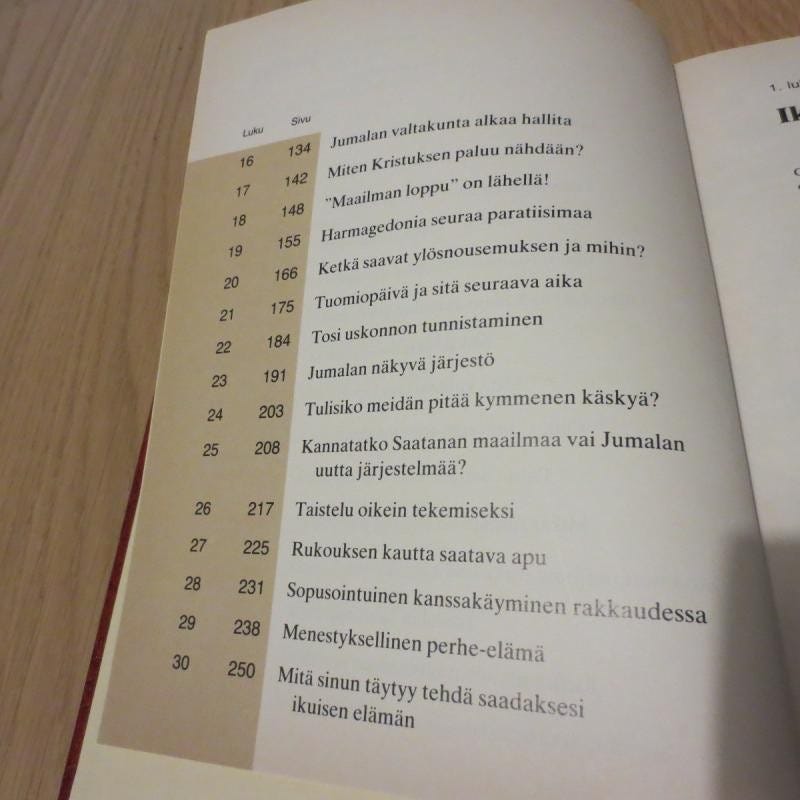 Luku Sivu
16 134 Jumalan valtakunta alkaa hallita
17 142 Miten Kristuksen paluu nähdään?
18 148 ”Maailman loppu” on lähellä!
19 155 Harmagedonia seuraa paratiisimaa
20 166 Ketkä saavat ylösnousemuksen ja mihin?
21 175 Tuomiopäivä ja sitä seuraava aika
22 184 Tosi uskonnon tunnistaminen
23 191 Jumalan näkyvä järjestö
24 203 Tulisiko meidän pitää kymmenen käskyä?
25 208 Kannatatko Saatanan maailmaa vai Jumalan
uutta järjestelmää?
26 217 Taistelu oikein tekemiseksi
27 225 Rukouksen kautta saatava apu
28 231 Sopusointuinen kanssakäyminen rakkaudessa
29 238 Menestyksellinen perhe-elämä
30 250 Mitä sinun täytyy tehdä saadaksesi
ikuisen elämän
1.